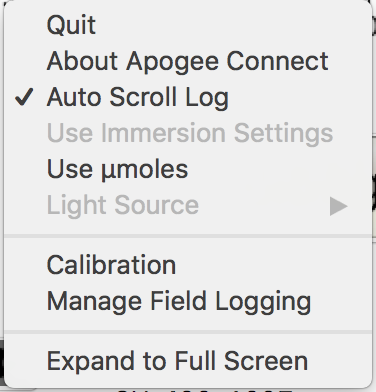 Quit
About Apogee Connect
✓ Auto Scroll Log
Use Immersion Settings
Use µmoles
Light Source
Calibration
Manage Field Logging
Expand to Full Screen